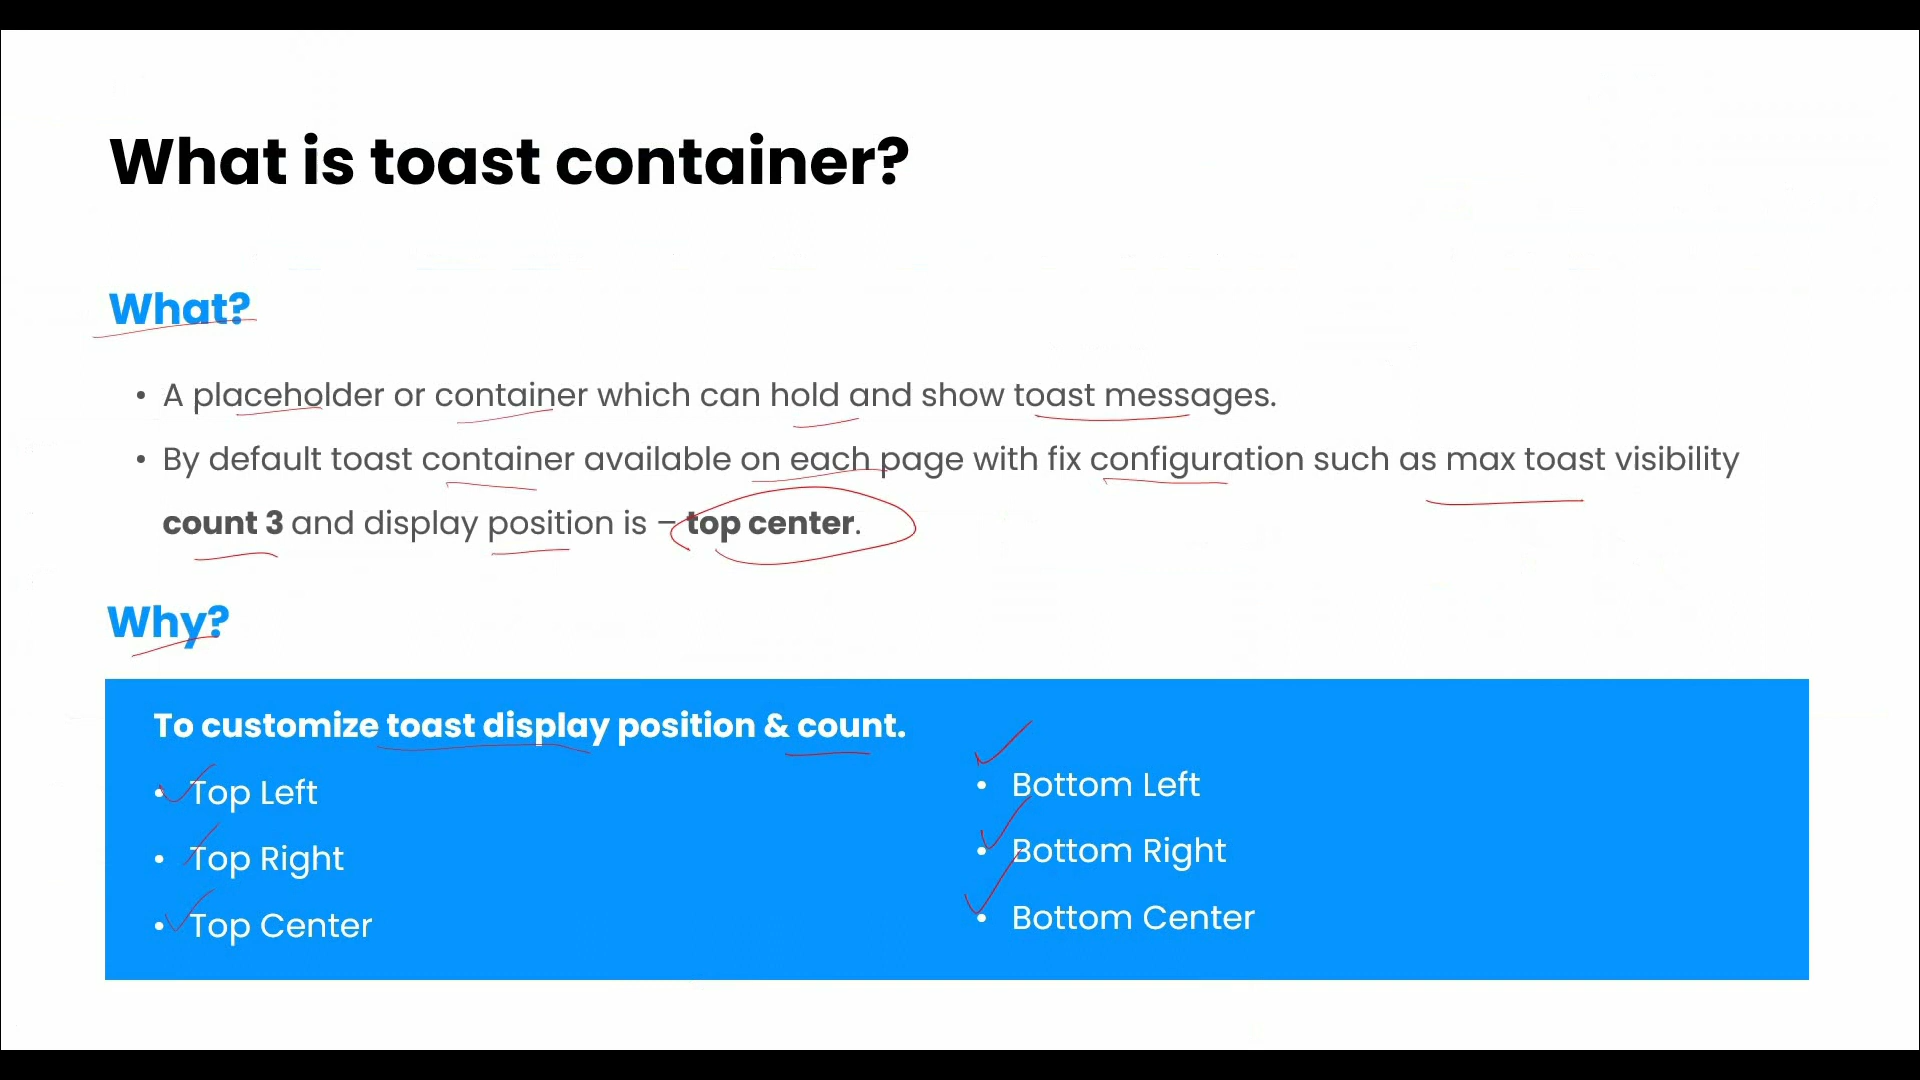 What is toast container?
What?
• A placeholder or container which can hold and show toast messages.
• By default toast container available on each page with fix configuration such as max toast visibility
count 3 and display position is – top center.
Why?
To customize toast display position & count.
• Top Left
• Top Right
• Top Center
• Bottom Left
• Bottom Right
• Bottom Center